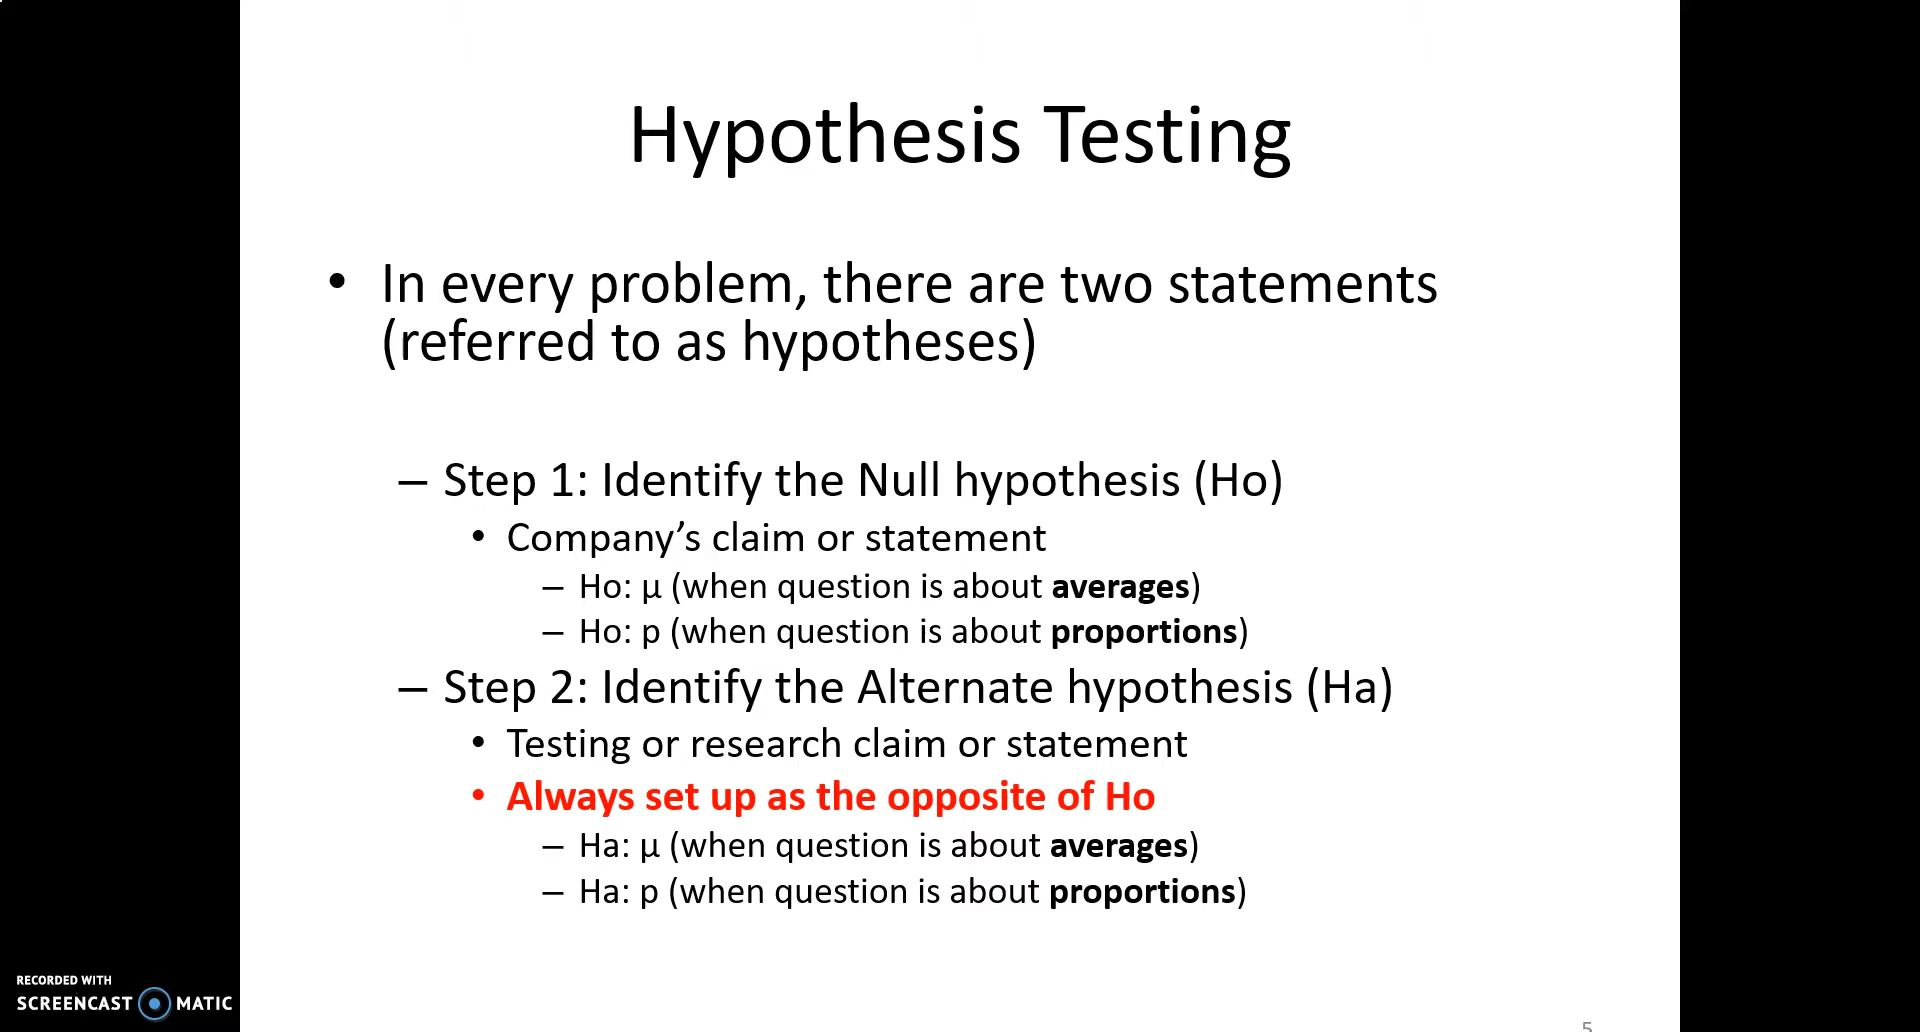 Hypothesis Testing
• In every problem, there are two statements
(referred to as hypotheses)
– Step 1: Identify the Null hypothesis (Ho)
• Company’s claim or statement
– Ho: µ (when question is about averages)
– Ho: p (when question is about proportions)
– Step 2: Identify the Alternate hypothesis (Ha)
• Testing or research claim or statement
• Always set up as the opposite of Ho
– Ha: µ (when question is about averages)
– Ha: p (when question is about proportions)
RECORDED WITH
SCREENCAST MATIC
5